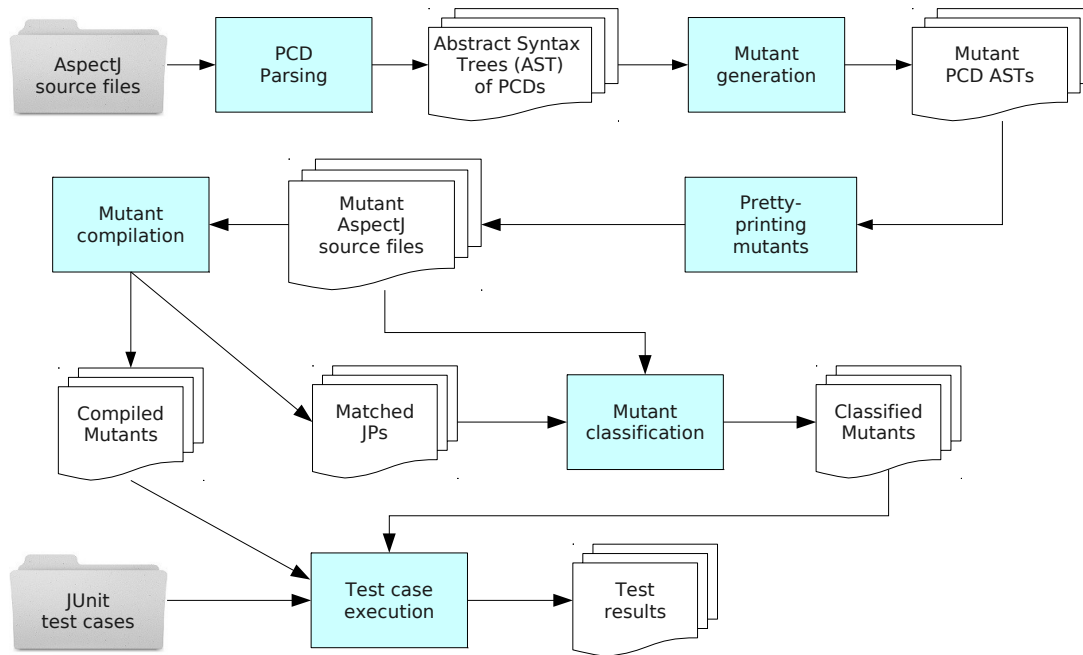 AspectJ
source files
PCD
Parsing
Abstract Syntax
Trees (AST)
of PCDs
Mutant
generation
Mutant
PCD ASTs
Mutant
compilation
Mutant
AspectJ
source files
Pretty-
printing
mutants
Compiled
Mutants
Matched
JPs
Mutant
classification
Classified
Mutants
JUnit
test cases
Test case
execution
Test
results